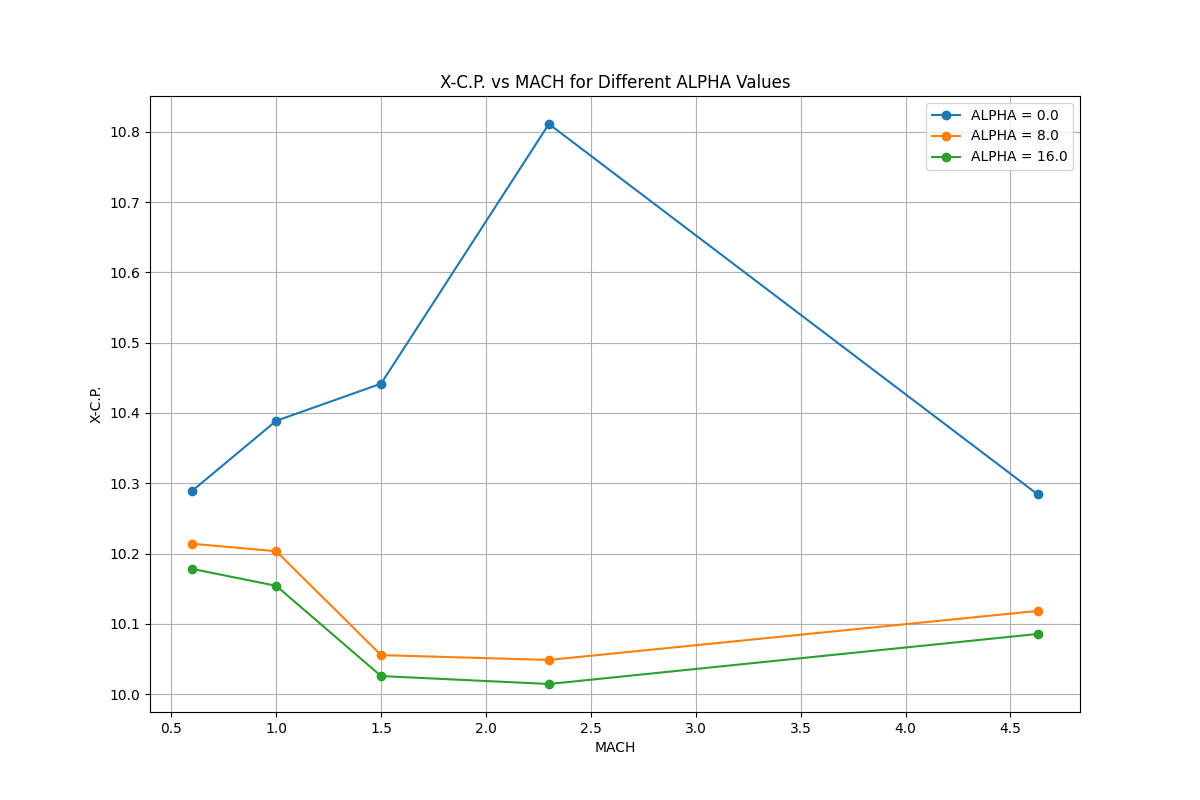 X-C.P. vs MACH for Different ALPHA Values
ALPHA = 0.0
ALPHA = 8.0
ALPHA = 16.0
10.8
10.7
10.6
10.5
10.4
10.3
10.2
10.1
10.0
X-C.P.
0.5 1.0 1.5 2.0 2.5 3.0 3.5 4.0 4.5
MACH